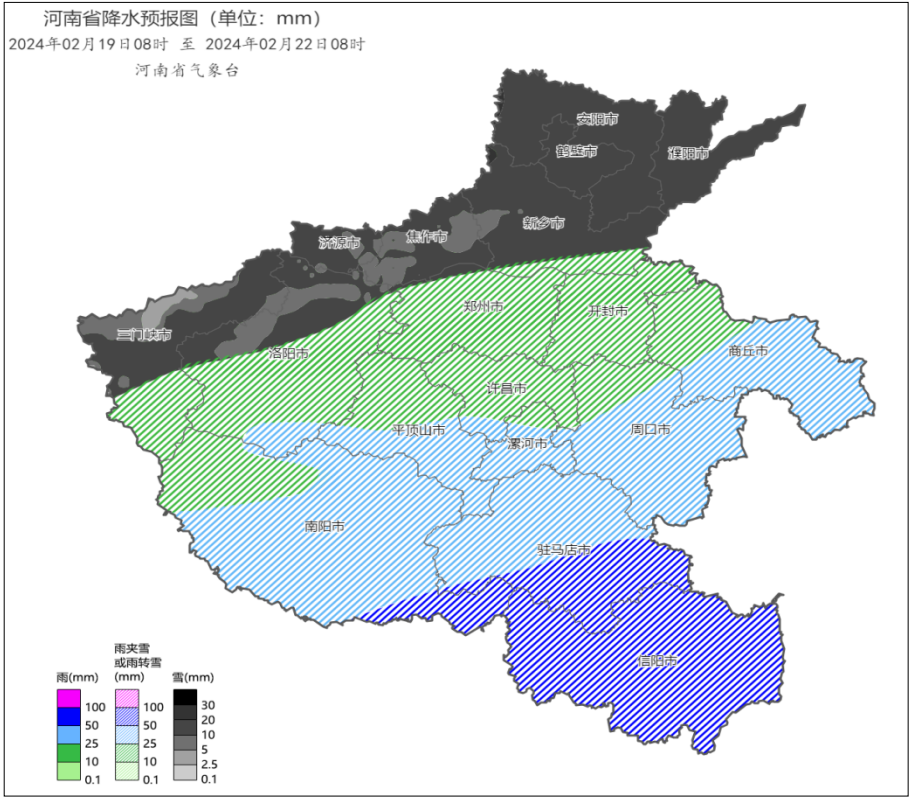 河南省降水预报图（单位：mm）
2024年02月19日08时 至 2024年02月22日08时
河南省气象台
安阳市
鹤壁市
濮阳市
新乡市
济源市
焦作市
三门峡市
郑州市
开封市
洛阳市
商丘市
许昌市
平顶山市
漯河市
周口市
南阳市
驻马店市
信阳市
雨(mm)
100
50
25
10
0.1
雨夹雪
或雨转雪
(mm)
100
50
25
10
0.1
雪(mm)
30
20
10
5
2.5
0.1